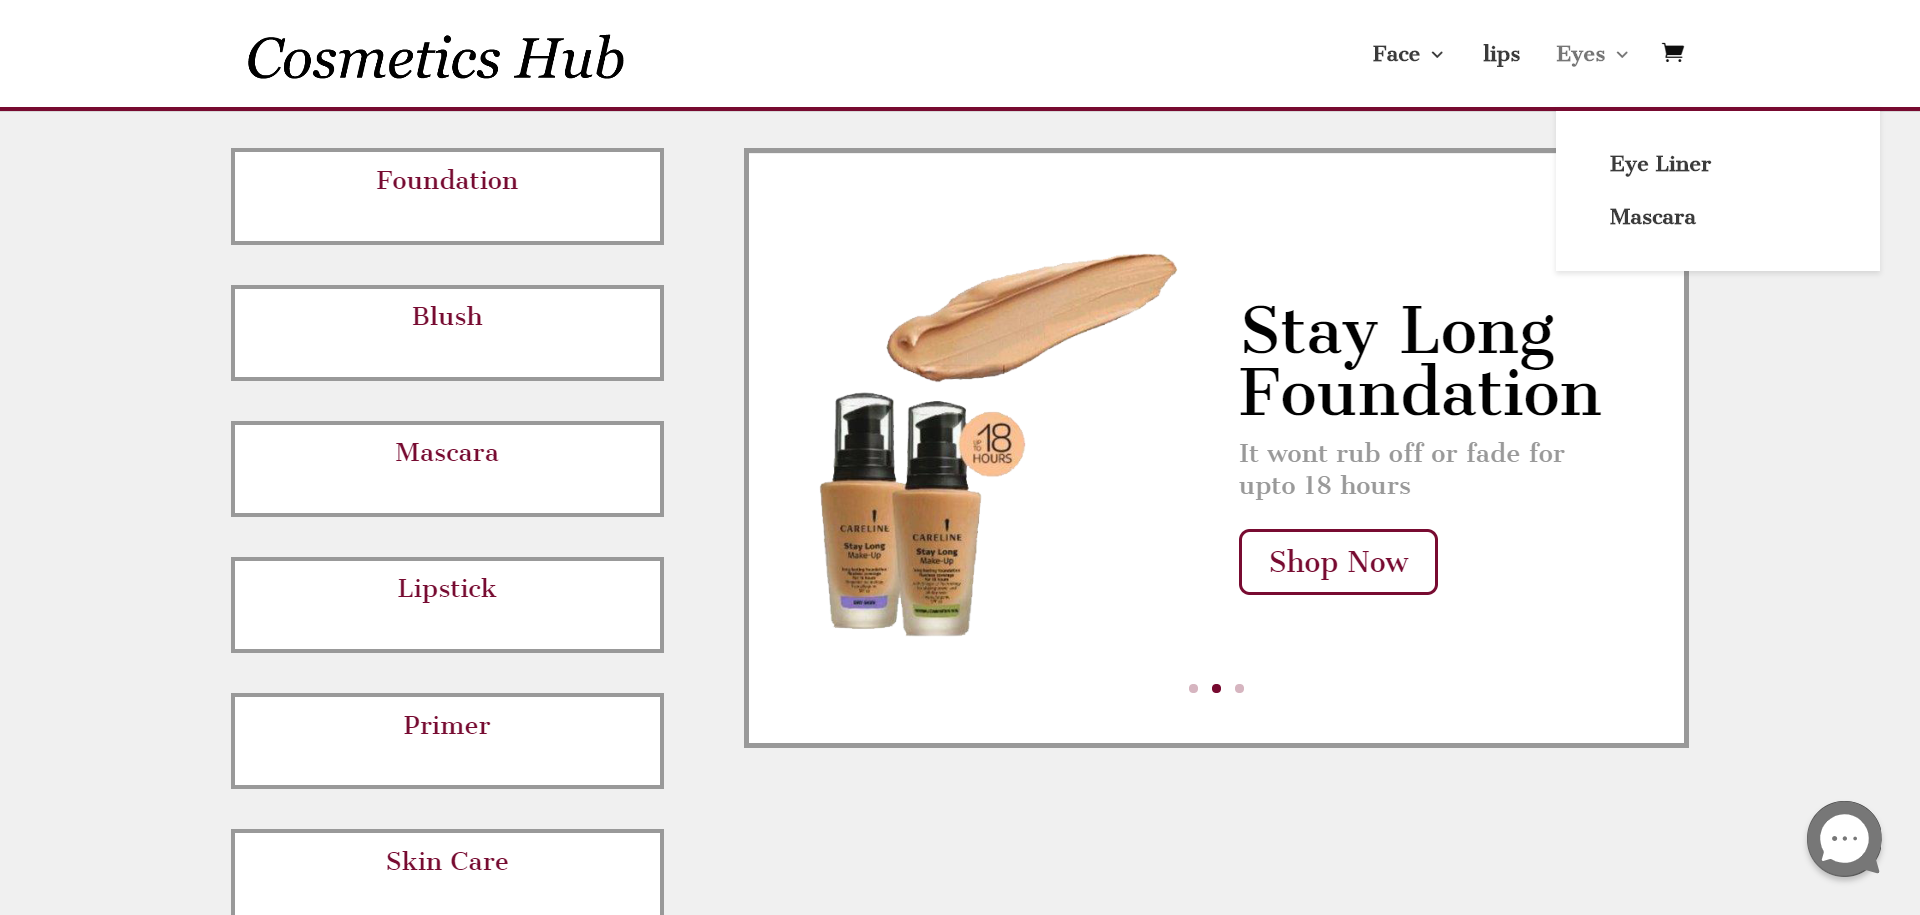 Cosmetics Hub
Face
lips
Eyes
Eye Liner
Mascara
Foundation
Blush
Mascara
Lipstick
Primer
Skin Care
UP TO 18 HOURS
CARELINE
Stay Long
Make-Up
CARELINE
Stay Long
Make-Up
Stay Long
Foundation
It wont rub off or fade for
upto 18 hours
Shop Now